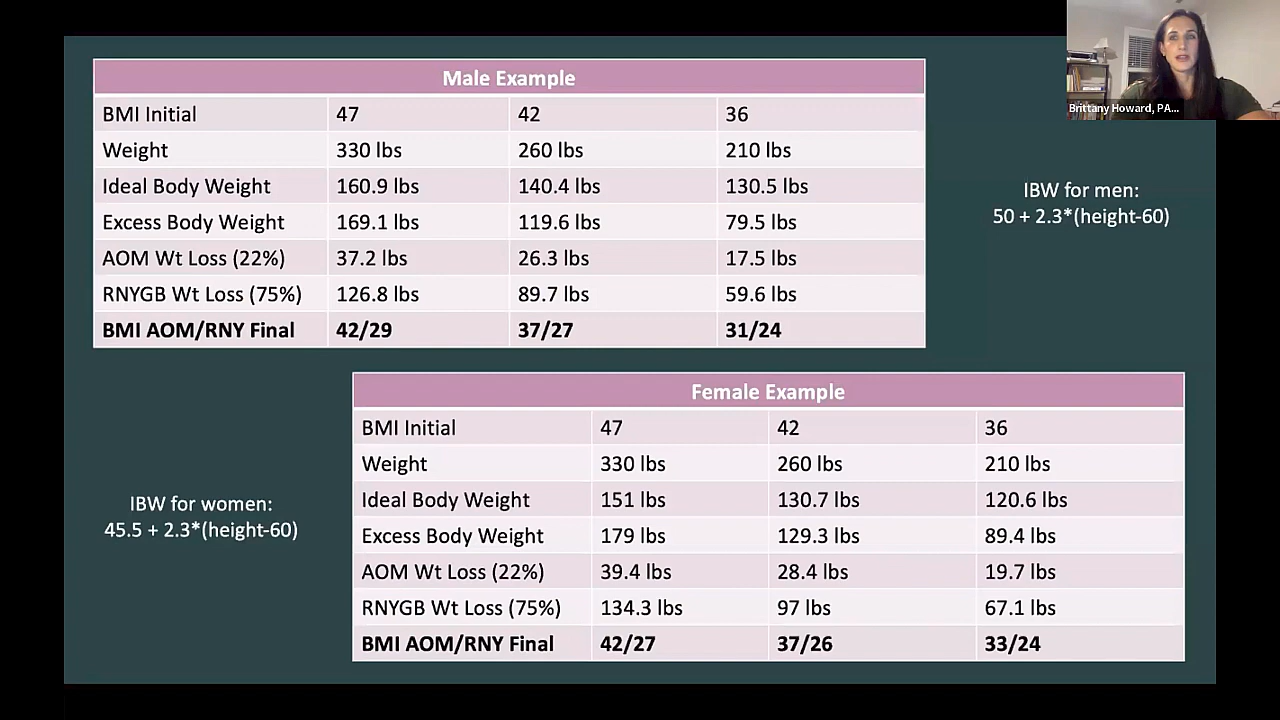 Brittany Howard, PA...
Male Example
BMI Initial 47 42 36
Weight 330 lbs 260 lbs 210 lbs
Ideal Body Weight 160.9 lbs 140.4 lbs 130.5 lbs
Excess Body Weight 169.1 lbs 119.6 lbs 79.5 lbs
AOM Wt Loss (22%) 37.2 lbs 26.3 lbs 17.5 lbs
RNYGB Wt Loss (75%) 126.8 lbs 89.7 lbs 59.6 lbs
BMI AOM/RNY Final 42/29 37/27 31/24
IBW for men:
50 + 2.3*(height-60)
Female Example
BMI Initial 47 42 36
Weight 330 lbs 260 lbs 210 lbs
Ideal Body Weight 151 lbs 130.7 lbs 120.6 lbs
Excess Body Weight 179 lbs 129.3 lbs 89.4 lbs
AOM Wt Loss (22%) 39.4 lbs 28.4 lbs 19.7 lbs
RNYGB Wt Loss (75%) 134.3 lbs 97 lbs 67.1 lbs
BMI AOM/RNY Final 42/27 37/26 33/24
IBW for women:
45.5 + 2.3*(height-60)